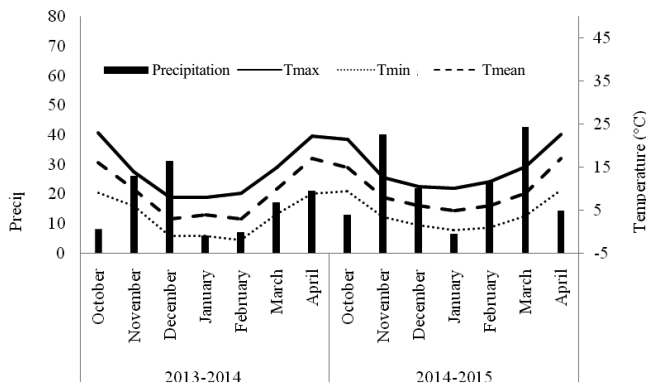 80
70
60
50
40
30
20
10
0
45
35
25
15
5
-5
Precipitation Tmax Tmin Tmean
Temperature (°C)
October
November
December
January
February
March
April
October
November
December
January
February
March
April
2013-2014 2014-2015